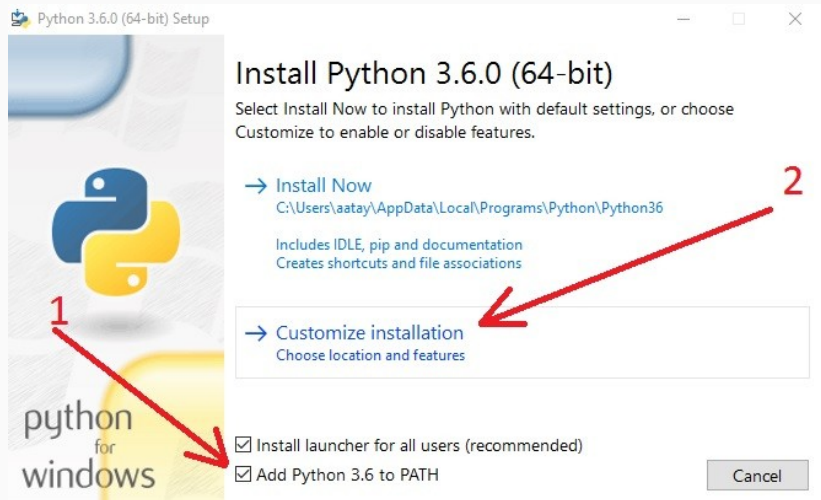 Python 3.6.0 (64-bit) Setup
Install Python 3.6.0 (64-bit)
Select Install Now to install Python with default settings, or choose
Customize to enable or disable features.
Install Now
C:\Users\aatay\AppData\Local\Programs\Python\Python36
Includes IDLE, pip and documentation
Creates shortcuts and file associations
2
Customize installation
Choose location and features
1
python
for
windows
Install launcher for all users (recommended)
Add Python 3.6 to PATH
Cancel